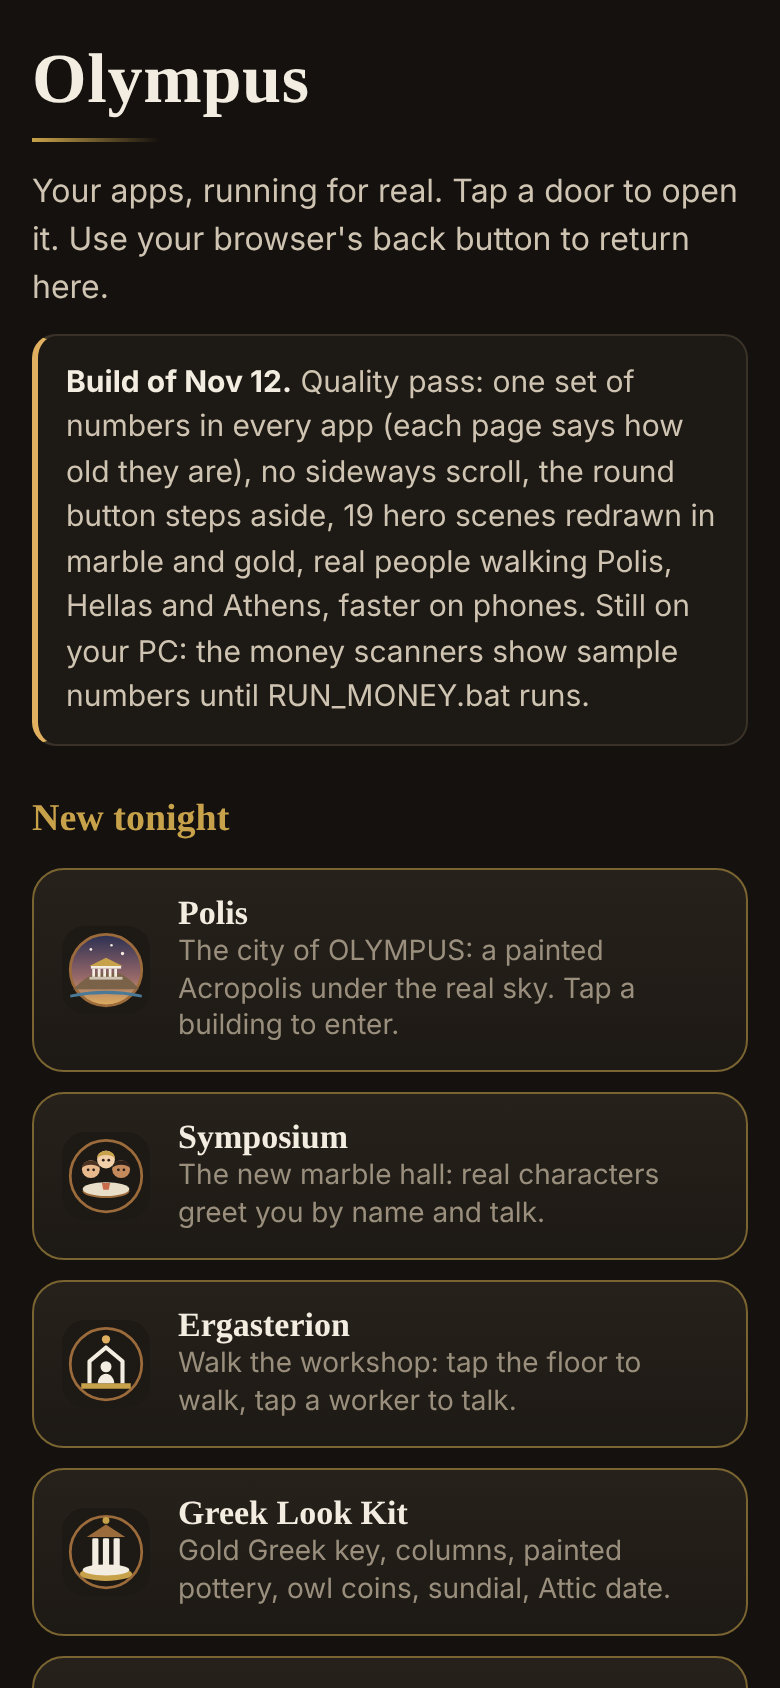 Olympus
Your apps, running for real. Tap a door to open
it. Use your browser's back button to return
here.
Build of Nov 12. Quality pass: one set of
numbers in every app (each page says how
old they are), no sideways scroll, the round
button steps aside, 19 hero scenes redrawn in
marble and gold, real people walking Polis,
Hellas and Athens, faster on phones. Still on
your PC: the money scanners show sample
numbers until RUN_MONEY.bat runs.
New tonight
Polis
The city of OLYMPUS: a painted
Acropolis under the real sky. Tap a
building to enter.
Symposium
The new marble hall: real characters
greet you by name and talk.
Ergasterion
Walk the workshop: tap the floor to
walk, tap a worker to talk.
Greek Look Kit
Gold Greek key, columns, painted
pottery, owl coins, sundial, Attic date.